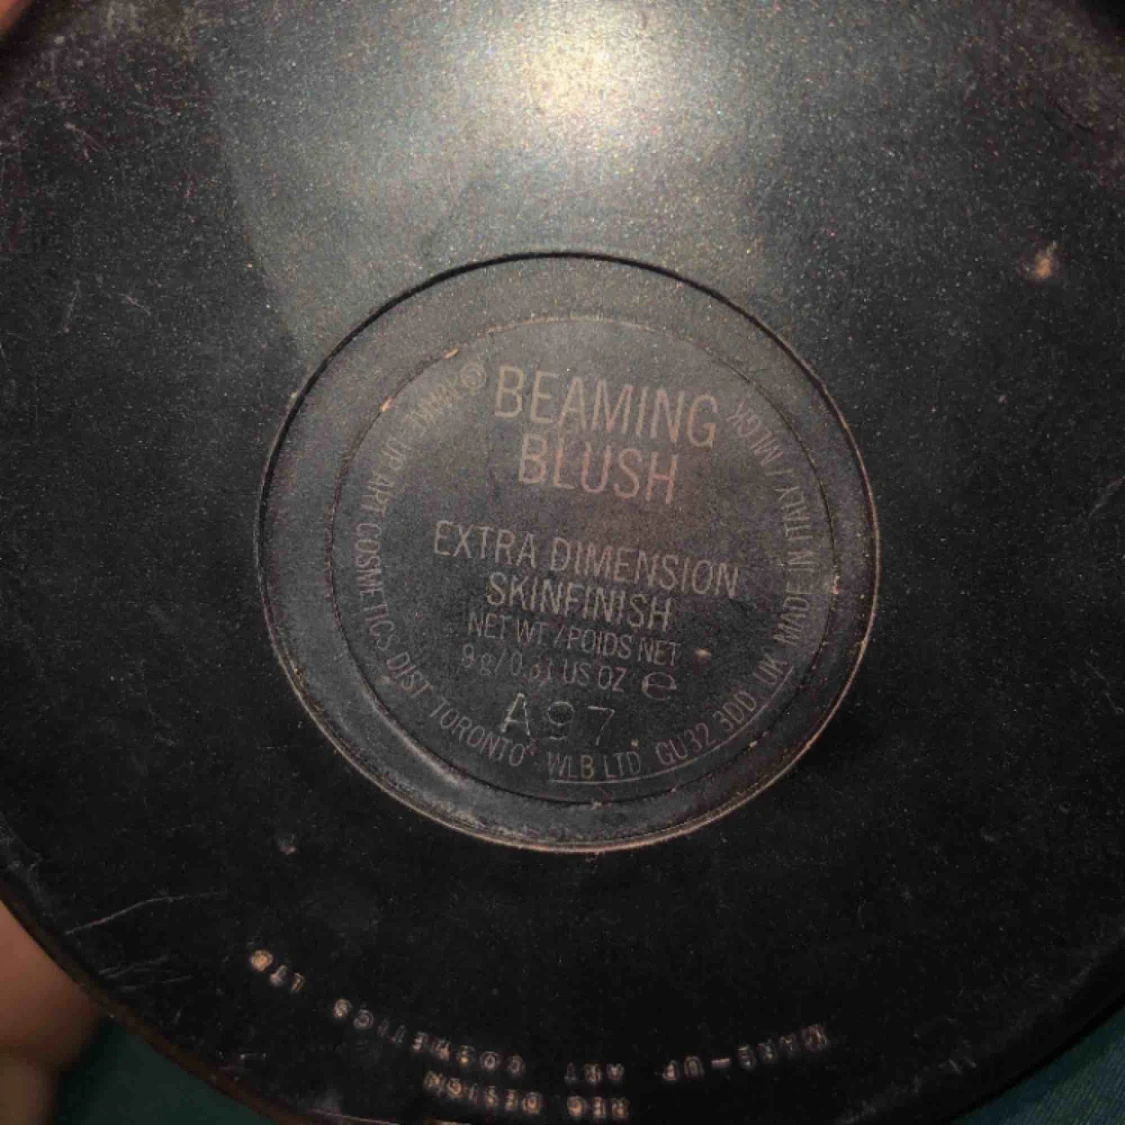 BEAMING
BLUSH
EXTRA DIMENSION
SKINFINISH
NET WT / POIDS NET
9 g / 0.31 US OZ e
A97
® MAKE-UP ART COSMETICS DIST TORONTO* WLB LTD GU32 3DD UK MADE IN ITALY /
MAKE-UP ART COSMETICS LTD
REG DESIGN